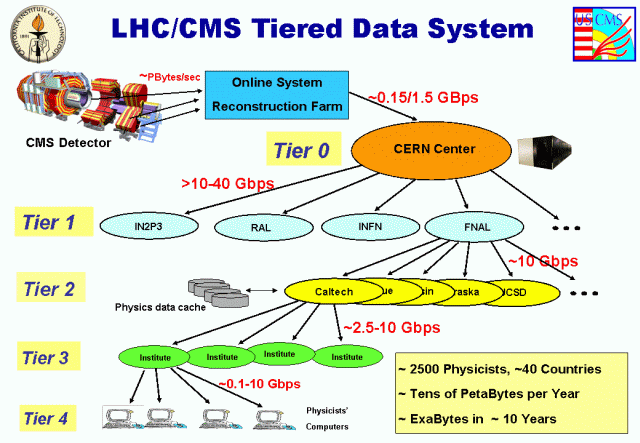 LHC/CMS Tiered Data System
US CMS
~PBytes/sec
Online System
Reconstruction Farm
~0.15/1.5 GBps
CMS Detector
Tier 0
CERN Center
>10-40 Gbps
Tier 1
IN2P3
RAL
INFN
FNAL
~10 Gbps
Tier 2
Caltech
Physics data cache
~2.5-10 Gbps
Tier 3
Institute
Institute
Institute
Institute
~0.1-10 Gbps
Tier 4
Physicists'
Computers
~ 2500 Physicists, ~40 Countries
~ Tens of PetaBytes per Year
~ ExaBytes in ~ 10 Years